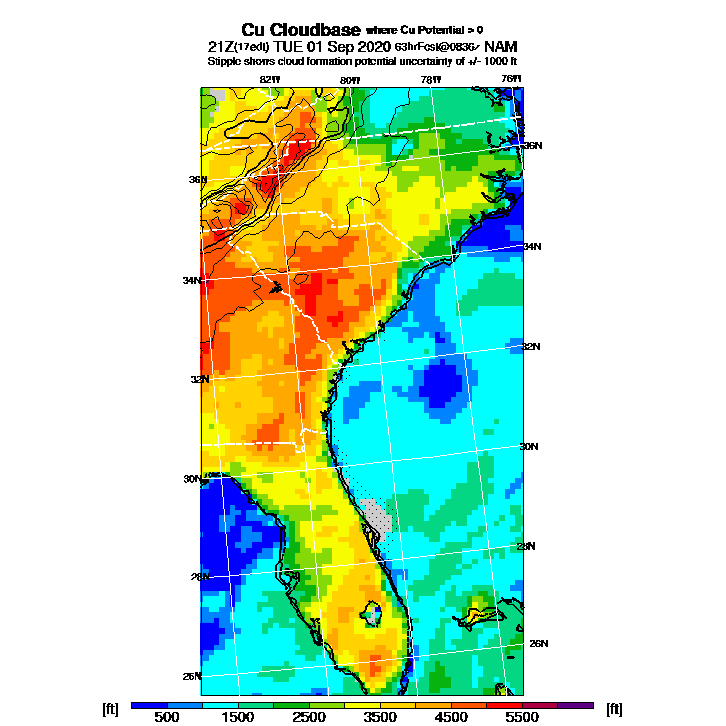 Cu Cloudbase where Cu Potential > 0
21Z(17edt) TUE 01 Sep 2020 63hrFcst@0836z NAM
Stipple shows cloud formation potential uncertainty of +/- 1000 ft
82W 80W 78W 76W
36N
36N
34N
34N
32N
32N
30N
30N
28N
28N
26N
26N
[ft] 500 1500 2500 3500 4500 5500 [ft]